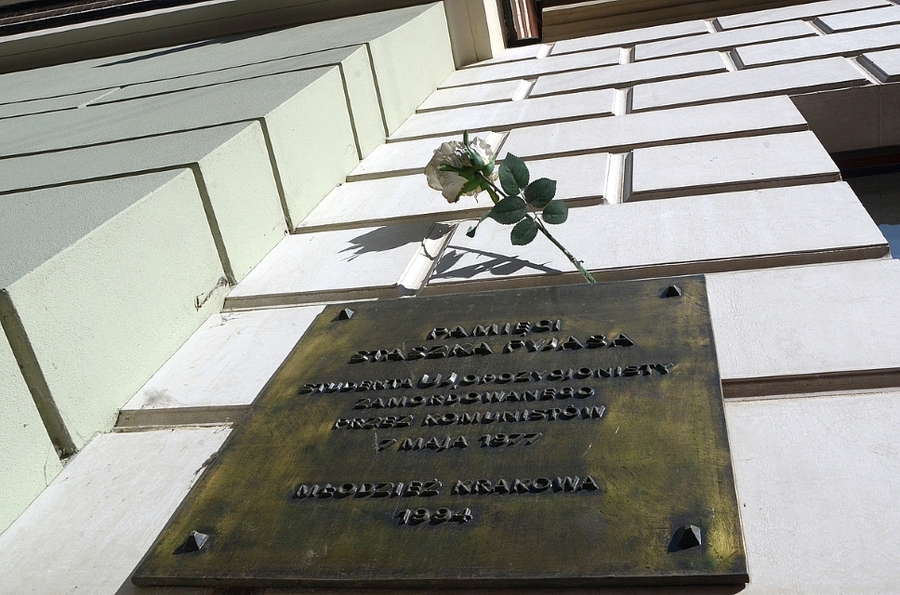 PAMIĘCI
STASZKA PYJASA
STUDENTA UJ, OPOZYCJONISTY
ZAMORDOWANEGO
PRZEZ KOMUNISTÓW
7 MAJA 1977
MŁODZIEŻ KRAKOWA
1994